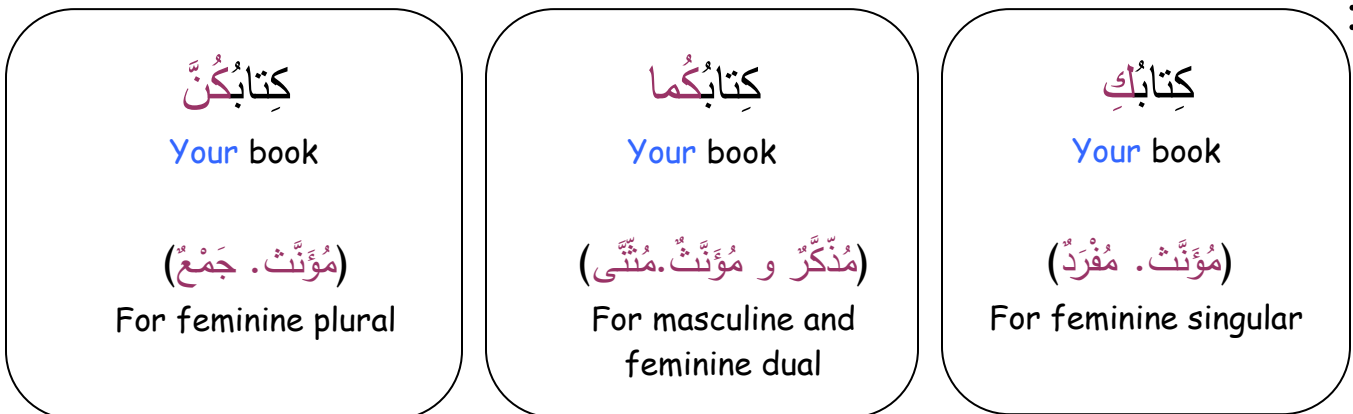 كِتابُكِ
Your book
(مُؤَنَّث. مُفْرَدٌ)
For feminine singular
كِتابُكُما
Your book
(مُذّكَّرٌ و مُؤَنَّثٌ.مُثّنَّى)
For masculine and
feminine dual
كِتابُكُنَّ
Your book
(مُؤَنَّث. جَمْعٌ)
For feminine plural